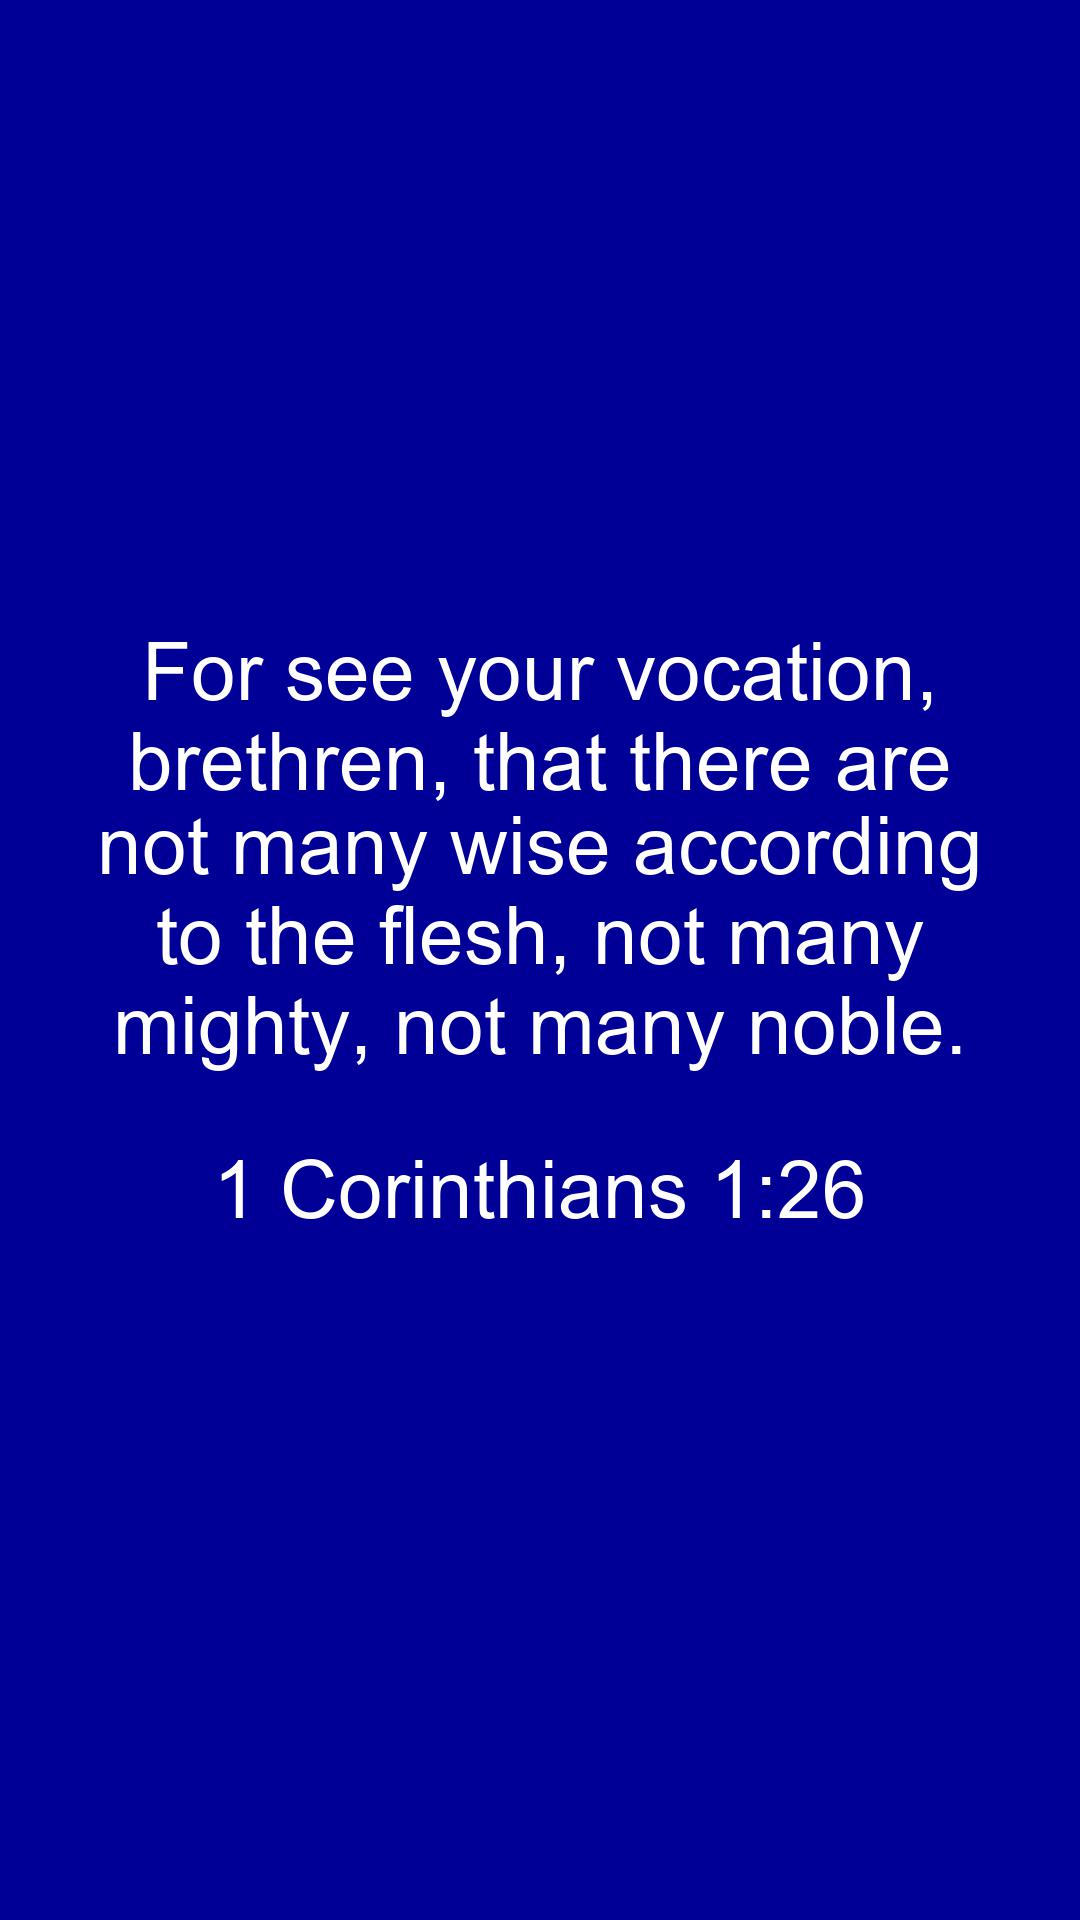 For see your vocation,
brethren, that there are
not many wise according
to the flesh, not many
mighty, not many noble.
1 Corinthians 1:26